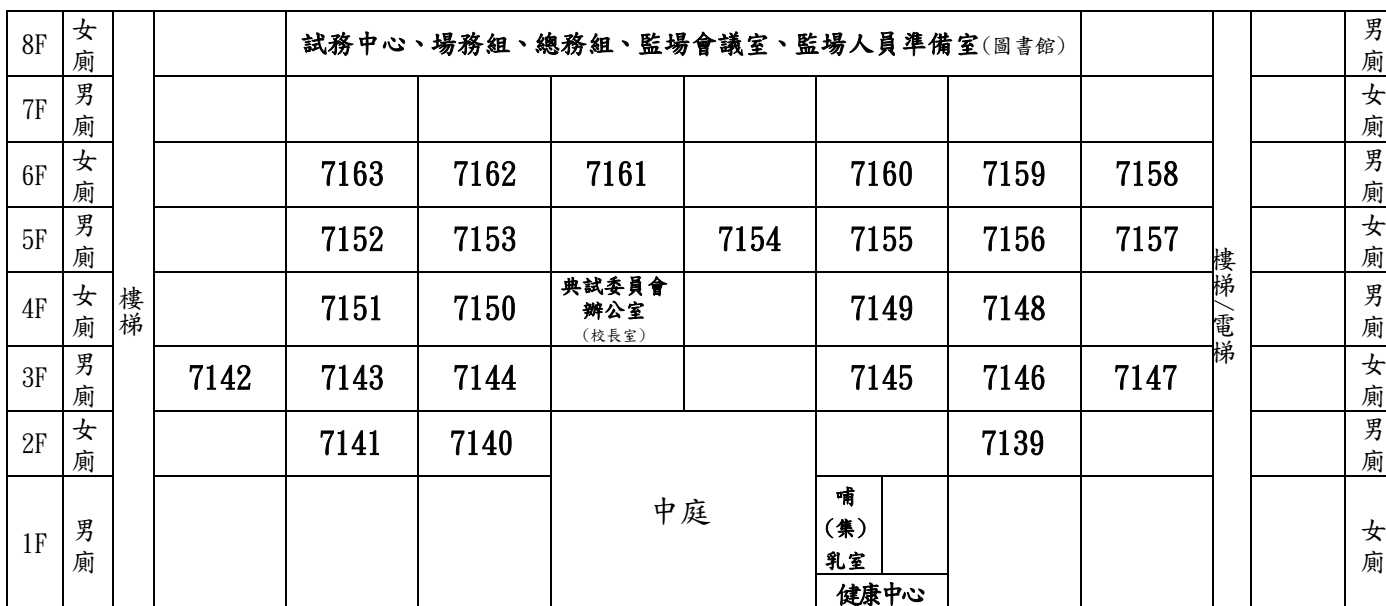 8F 女廁 試務中心、場務組、總務組、監場會議室、監場人員準備室(圖書館) 男廁
7F 男廁 女廁
6F 女廁 7163 7162 7161 7160 7159 7158 男廁
5F 男廁 7152 7153 7154 7155 7156 7157 女廁
樓梯
樓梯/電梯
4F 女廁 7151 7150 典試委員會辦公室(校長室) 7149 7148 男廁
3F 男廁 7142 7143 7144 7145 7146 7147 女廁
2F 女廁 7141 7140 7139 男廁
中庭
1F 男廁 哺(集)乳室 女廁
健康中心